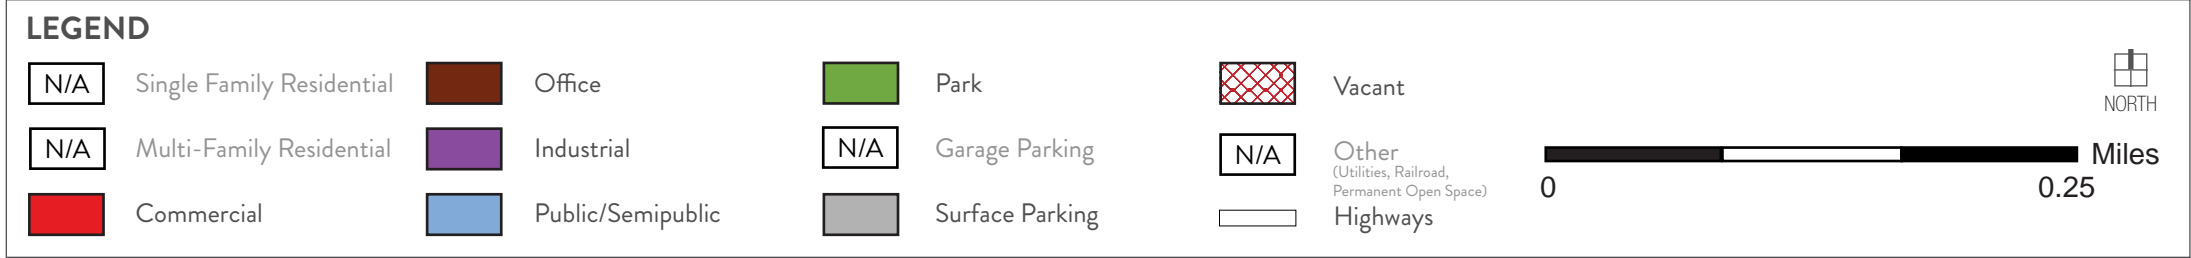 LEGEND
N/A Single Family Residential
N/A Multi-Family Residential
Commercial
Office
Industrial
Public/Semipublic
Park
N/A Garage Parking
Surface Parking
Vacant
N/A Other
(Utilities, Railroad,
Permanent Open Space)
Highways
NORTH
Miles
0 0.25